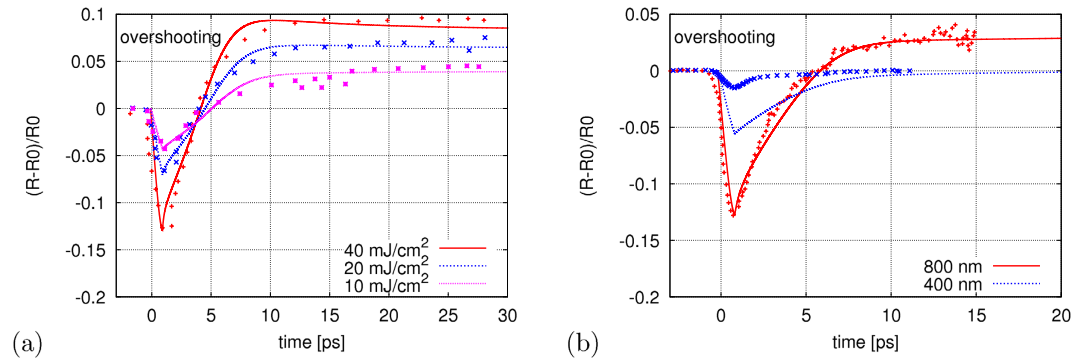 overshooting
0.1
0.05
0
-0.05
-0.1
-0.15
-0.2
(R-R0)/R0
40 mJ/cm²
20 mJ/cm²
10 mJ/cm²
0 5 10 15 20 25 30
time [ps]
(a)
overshooting
0.05
0
-0.05
-0.1
-0.15
-0.2
(R-R0)/R0
800 nm
400 nm
0 5 10 15 20
time [ps]
(b)